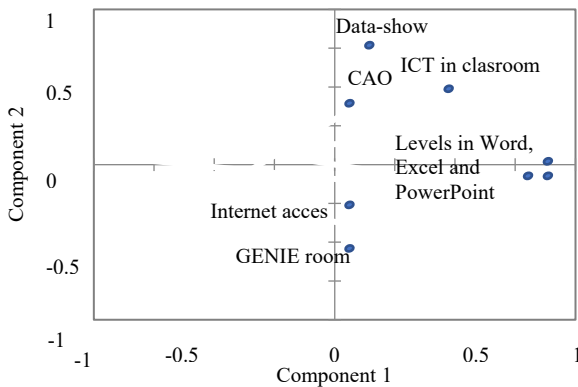 1
Data-show
ICT in clasroom
CAO
0.5
Levels in Word,
Excel and
PowerPoint
Component 2
0
Internet acces
GENIE room
-0.5
-1
-1
-0.5
0
0.5
1
Component 1